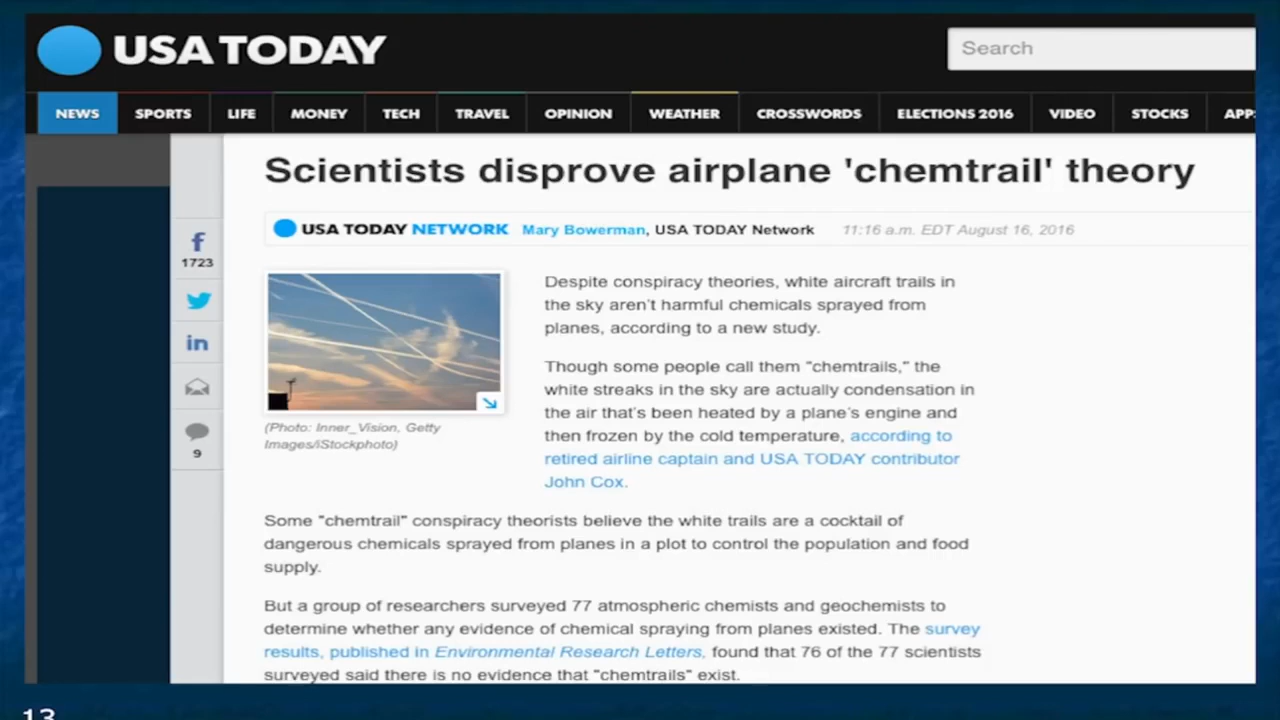 USA TODAY
Search
NEWS SPORTS LIFE MONEY TECH TRAVEL OPINION WEATHER CROSSWORDS ELECTIONS 2016 VIDEO STOCKS
Scientists disprove airplane 'chemtrail' theory
USA TODAY NETWORK Mary Bowerman, USA TODAY Network 11:16 a.m. EDT August 16, 2016
f
1723
in
9
(Photo: Inner_Vision, Getty
Images/iStockphoto)
Despite conspiracy theories, white aircraft trails in
the sky aren't harmful chemicals sprayed from
planes, according to a new study.
Though some people call them "chemtrails," the
white streaks in the sky are actually condensation in
the air that's been heated by a plane's engine and
then frozen by the cold temperature, according to
retired airline captain and USA TODAY contributor
John Cox.
Some "chemtrail" conspiracy theorists believe the white trails are a cocktail of
dangerous chemicals sprayed from planes in a plot to control the population and food
supply.
But a group of researchers surveyed 77 atmospheric chemists and geochemists to
determine whether any evidence of chemical spraying from planes existed. The survey
results, published in Environmental Research Letters, found that 76 of the 77 scientists
surveyed said there is no evidence that "chemtrails" exist.
13